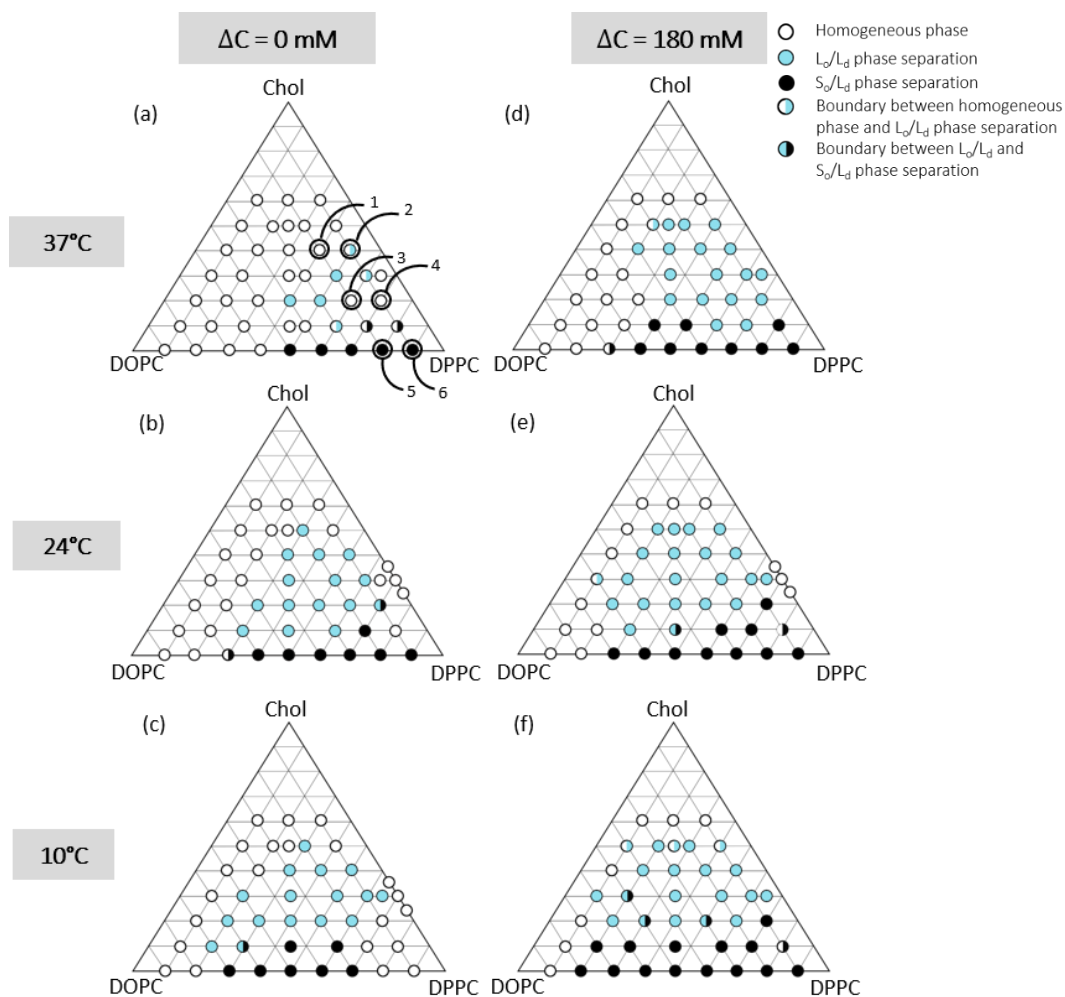 ΔC = 0 mM
ΔC = 180 mM
Homogeneous phase
Lo/Ld phase separation
So/Ld phase separation
Boundary between homogeneous
phase and Lo/Ld phase separation
Boundary between Lo/Ld and
So/Ld phase separation
37°C
(a)
Chol
1
2
3
4
5
6
DOPC
DPPC
(d)
Chol
DOPC
DPPC
24°C
(b)
Chol
DOPC
DPPC
(e)
Chol
DOPC
DPPC
10°C
(c)
Chol
DOPC
DPPC
(f)
Chol
DOPC
DPPC